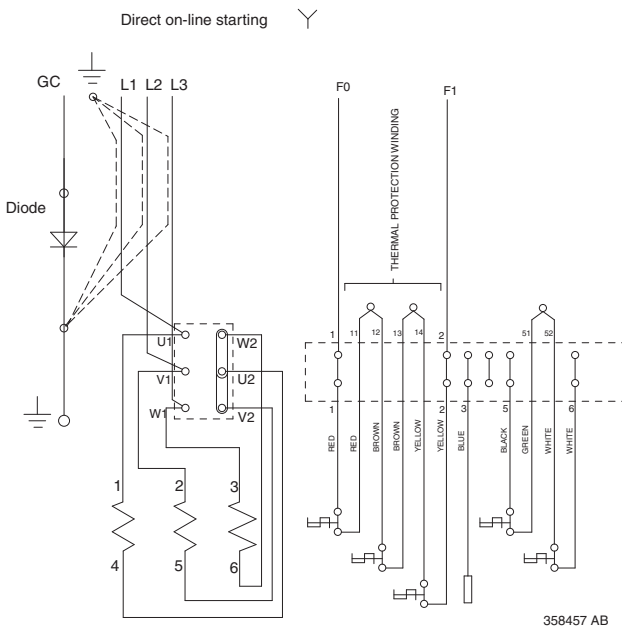 Direct on-line starting
GC
L1 L2 L3
F0
F1
THERMAL PROTECTION WINDING
Diode
1 11 12 13 14 2 51 52
U1 W2
V1 U2
W1 V2
1 2 3 5 6
RED
RED
BROWN
BROWN
YELLOW
YELLOW
BLUE
BLACK
GREEN
WHITE
WHITE
1 2 3
4 5 6
358457 AB